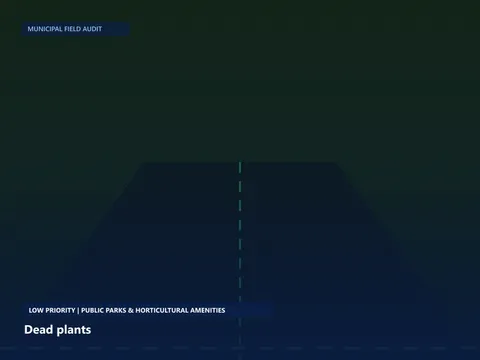 MUNICIPAL FIELD AUDIT
LOW PRIORITY | PUBLIC PARKS & HORTICULTURAL AMENITIES
Dead plants